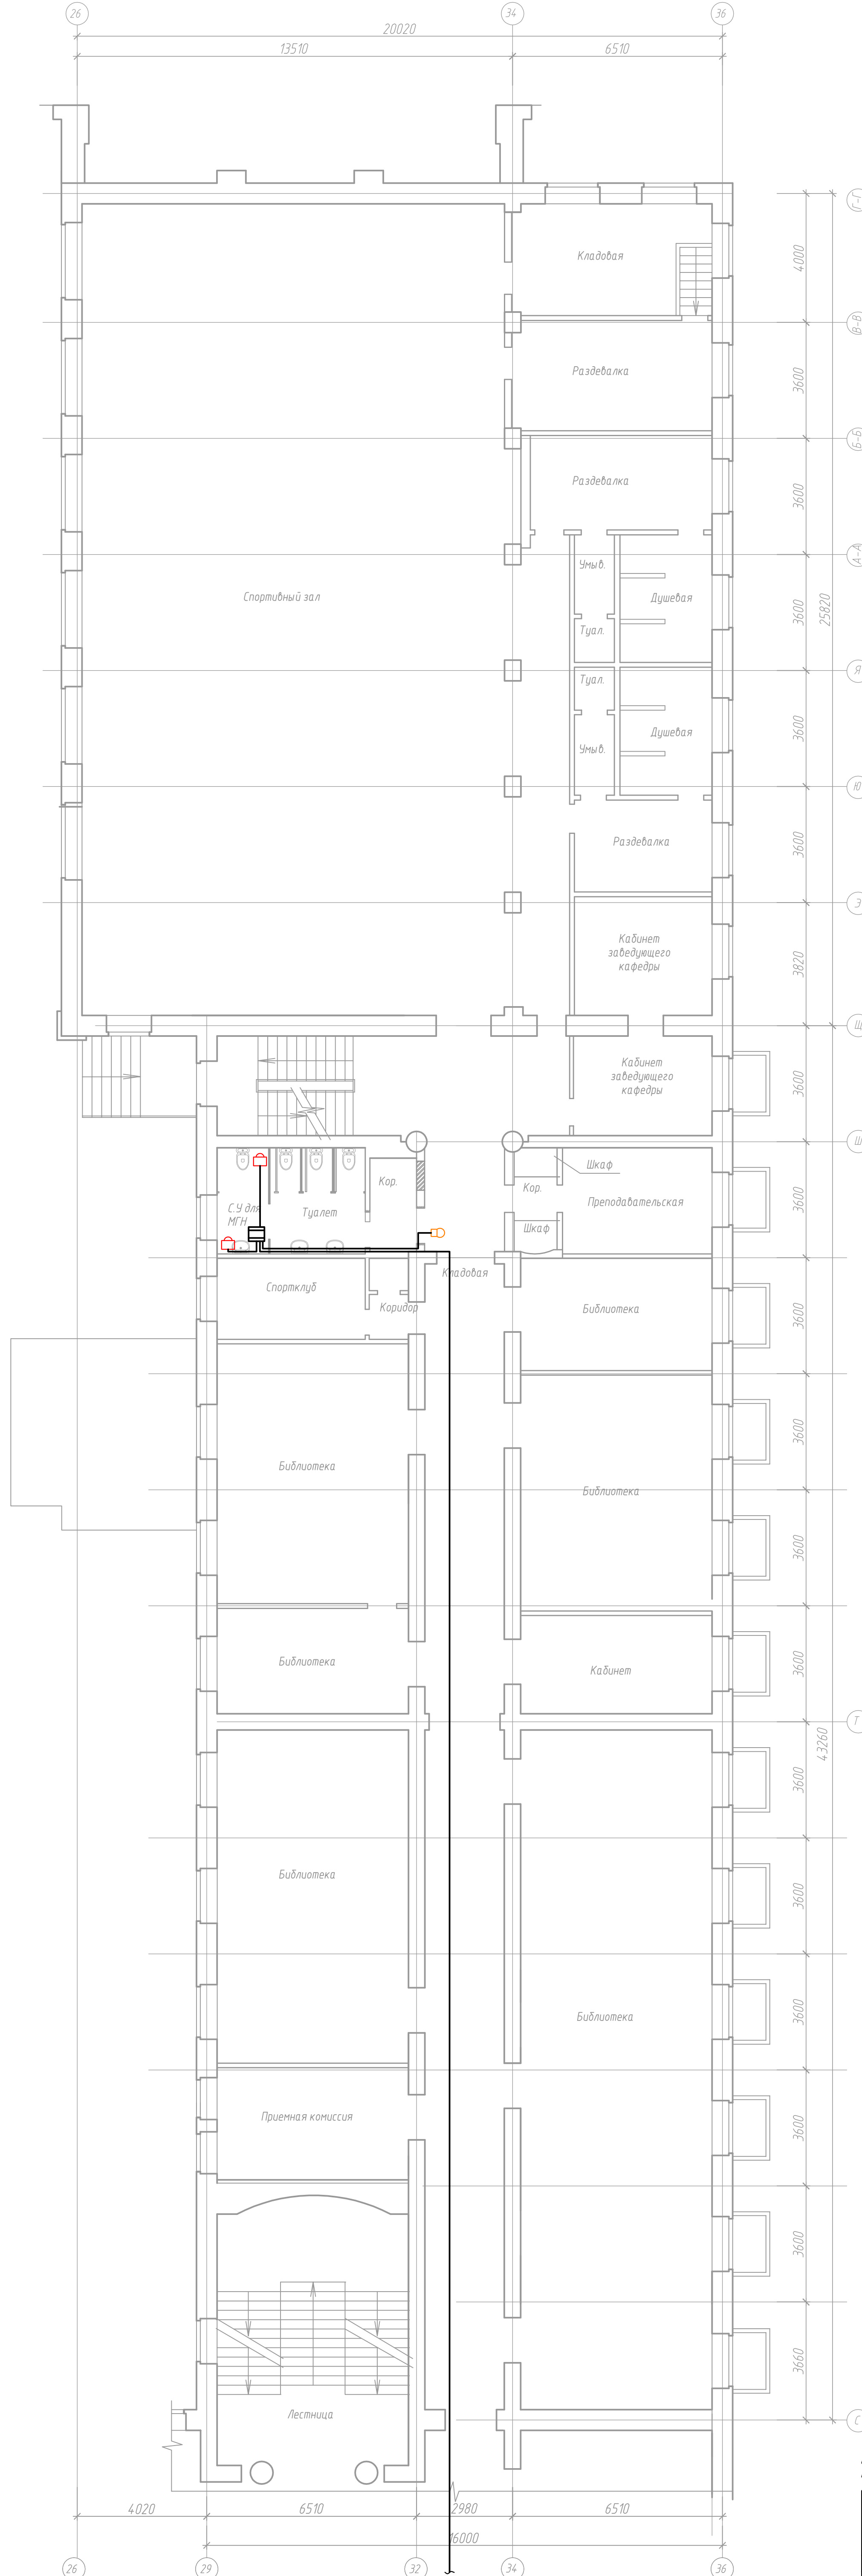 26
34
36
20020
13510
6510
Г-Г
Кладовая
4000
В-В
Раздевалка
3600
Б-Б
Раздевалка
3600
А-А
Умыв.
Спортивный зал
Душевая
3600
25820
Туал.
Я
Туал.
Душевая
3600
Умыв.
Ю
Раздевалка
3600
Э
Кабинет
заведующего
кафедры
3820
Щ
Кабинет
заведующего
кафедры
3600
Ш
Шкаф
Кор.
Кор.
Преподавательская
3600
С.У для
МГН
Туалет
Шкаф
Кладовая
Спортклуб
Коридор
Библиотека
3600
Библиотека
3600
Библиотека
3600
Библиотека
Кабинет
3600
Т
43260
3600
Библиотека
3600
Библиотека
3600
Приемная комиссия
3600
3600
3660
Лестница
С
4020
6510
2980
6510
16000
26
29
32
34
36